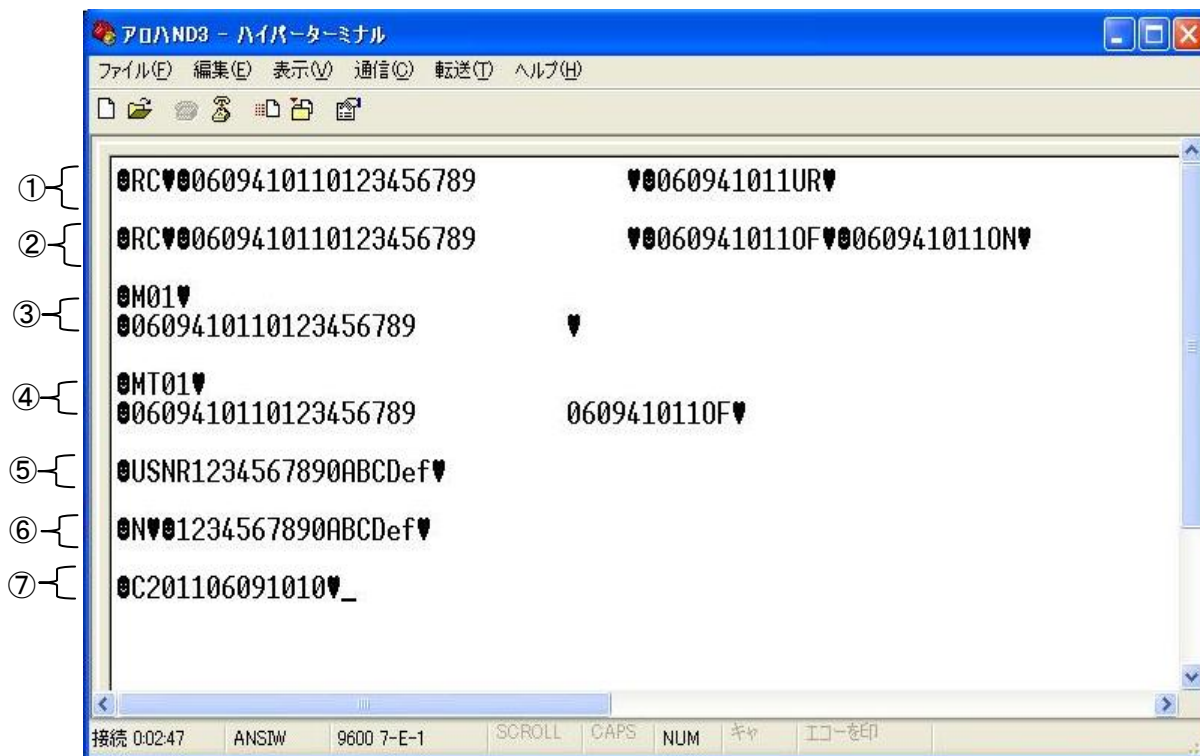 アロハND3 - ハイパーターミナル
ファイル(F) 編集(E) 表示(V) 通信(C) 転送(T) ヘルプ(H)
① ☻RC♥☻0609410110123456789 ♥☻060941011UR♥
② ☻RC♥☻0609410110123456789 ♥☻060941011OF♥☻060941011ON♥
③ ☻M01♥
☻0609410110123456789 ♥
④ ☻MT01♥
☻0609410110123456789 060941011OF♥
⑤ ☻USNR1234567890ABCDef♥
⑥ ☻N♥☻1234567890ABCDef♥
⑦ ☻C201106091010♥_
接続 0:02:47 ANSIW 9600 7-E-1 SCROLL CAPS NUM キャ エコーを印